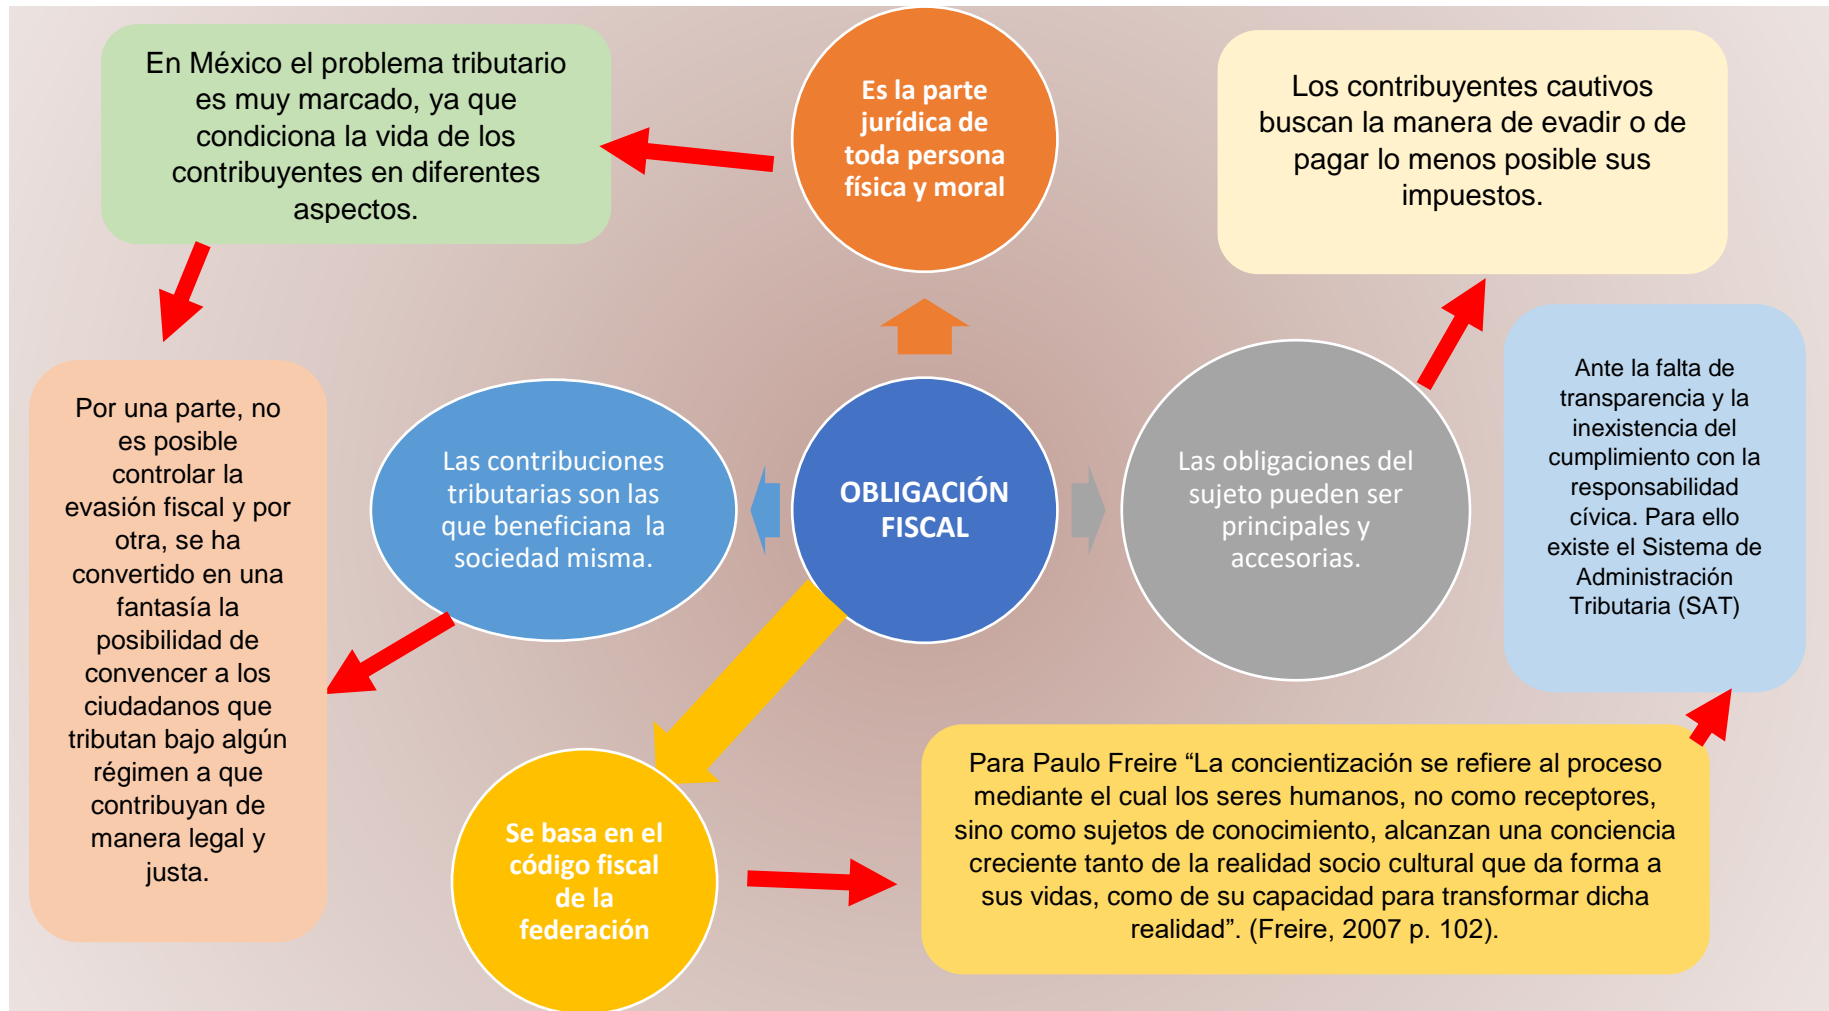 En México el problema tributario
es muy marcado, ya que
condiciona la vida de los
contribuyentes en diferentes
aspectos.
Es la parte
jurídica de
toda persona
física y moral
Los contribuyentes cautivos
buscan la manera de evadir o de
pagar lo menos posible sus
impuestos.
Por una parte, no
es posible
controlar la
evasión fiscal y por
otra, se ha
convertido en una
fantasía la
posibilidad de
convencer a los
ciudadanos que
tributan bajo algún
régimen a que
contribuyan de
manera legal y
justa.
Las contribuciones
tributarias son las
que beneficiana  la
sociedad misma.
OBLIGACIÓN
FISCAL
Las obligaciones del
sujeto pueden ser
principales y
accesorias.
Ante la falta de
transparencia y la
inexistencia del
cumplimiento con la
responsabilidad
cívica. Para ello
existe el Sistema de
Administración
Tributaria (SAT)
Se basa en el
código fiscal
de la
federación
Para Paulo Freire “La concientización se refiere al proceso
mediante el cual los seres humanos, no como receptores,
sino como sujetos de conocimiento, alcanzan una conciencia
creciente tanto de la realidad socio cultural que da forma a
sus vidas, como de su capacidad para transformar dicha
realidad”. (Freire, 2007 p. 102).